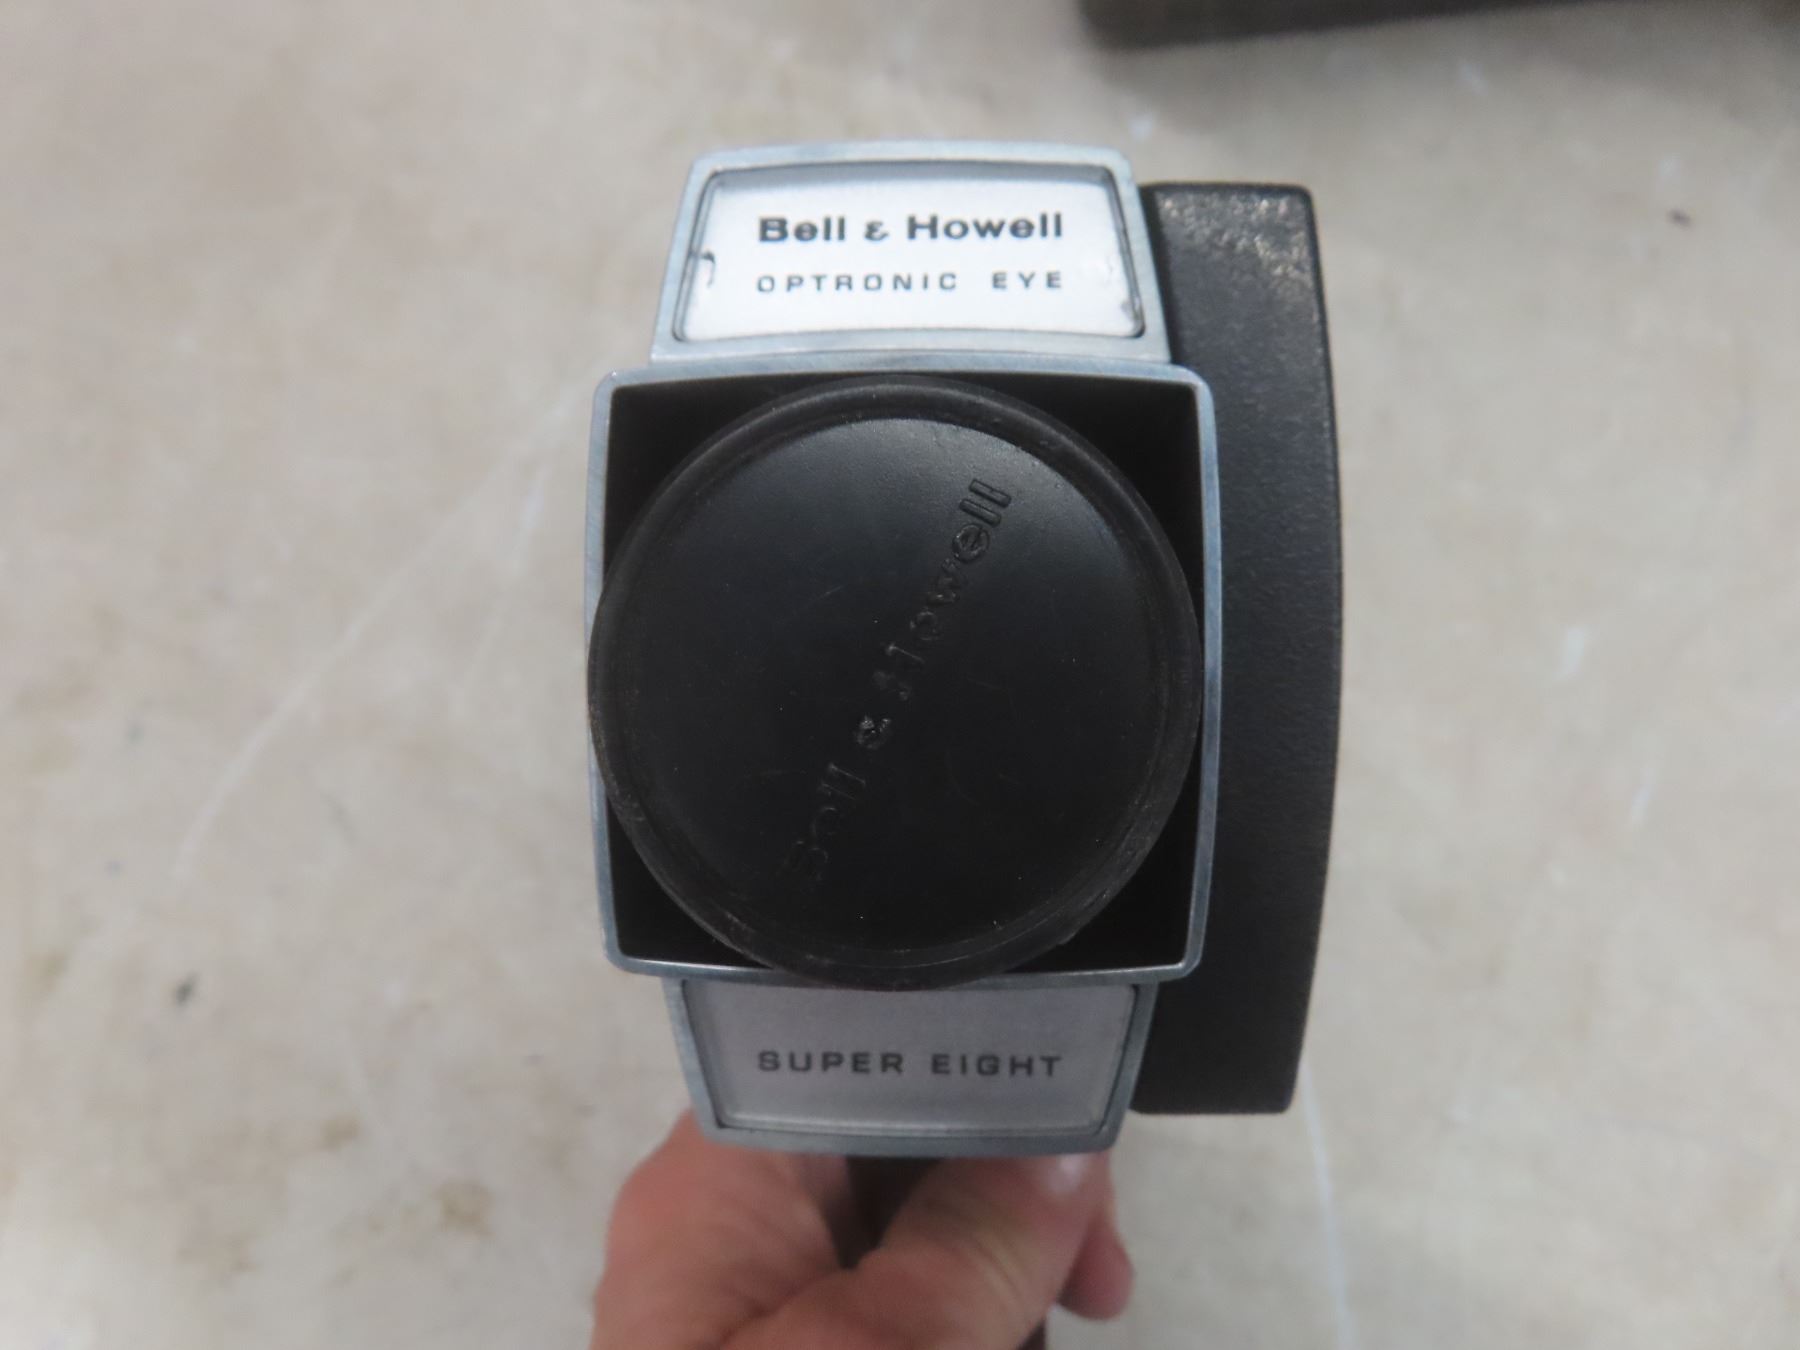 Bell & Howell
OPTRONIC EYE
Bell & Howell
SUPER EIGHT